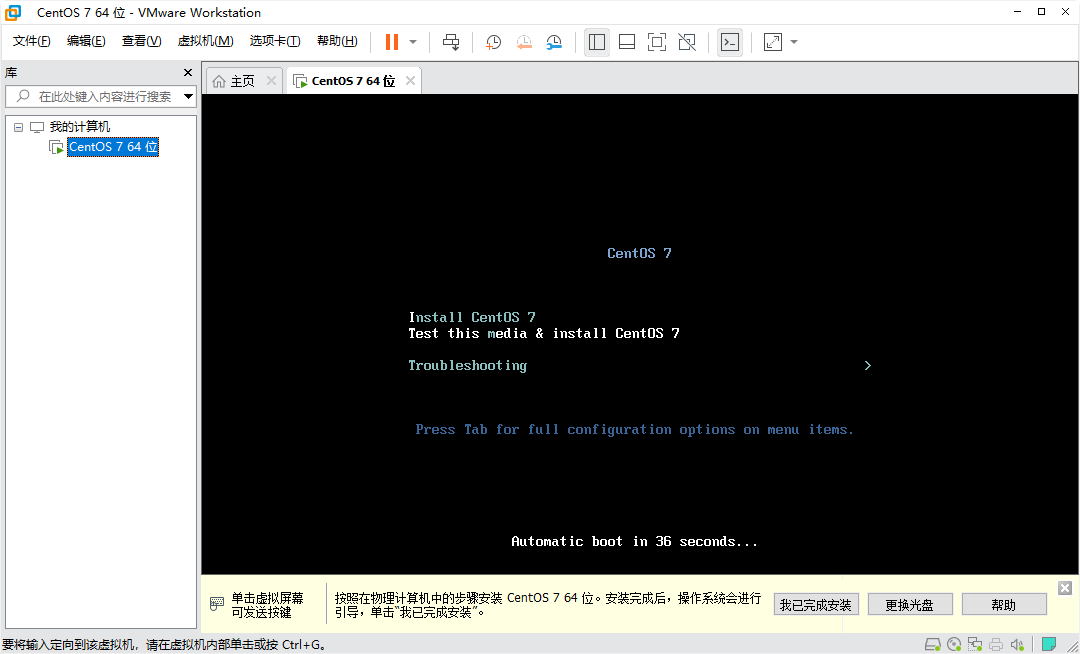 CentOS 7 64 位 - VMware Workstation
文件(F) 编辑(E) 查看(V) 虚拟机(M) 选项卡(T) 帮助(H)
库
在此处键入内容进行搜索
我的计算机
CentOS 7 64 位
主页 CentOS 7 64 位
CentOS 7
Install CentOS 7
Test this media & install CentOS 7
Troubleshooting >
Press Tab for full configuration options on menu items.
Automatic boot in 36 seconds...
单击虚拟屏幕
可发送按键
按照在物理计算机中的步骤安装 CentOS 7 64 位。安装完成后，操作系统会进行
引导，单击“我已完成安装”。
我已完成安装 更换光盘 帮助
要将输入定向到该虚拟机，请在虚拟机内部单击或按 Ctrl+G。